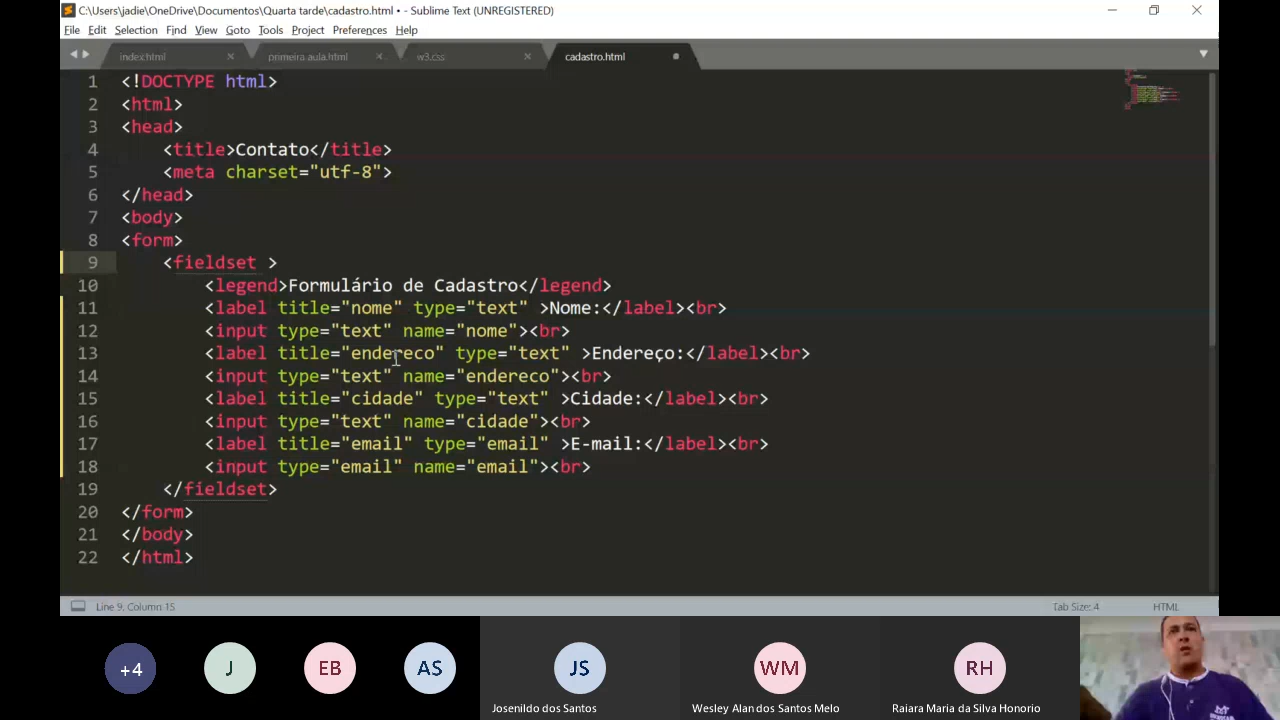 C:\Users\jadie\OneDrive\Documentos\Quarta tarde\cadastro.html • - Sublime Text (UNREGISTERED)
File Edit Selection Find View Goto Tools Project Preferences Help
index.html primeira aula.html w3.css cadastro.html
1 <!DOCTYPE html>
2 <html>
3 <head>
4 <title>Contato</title>
5 <meta charset="utf-8">
6 </head>
7 <body>
8 <form>
9 <fieldset >
10 <legend>Formulário de Cadastro</legend>
11 <label title="nome" type="text" >Nome:</label><br>
12 <input type="text" name="nome"><br>
13 <label title="endereco" type="text" >Endereço:</label><br>
14 <input type="text" name="endereco"><br>
15 <label title="cidade" type="text" >Cidade:</label><br>
16 <input type="text" name="cidade"><br>
17 <label title="email" type="email" >E-mail:</label><br>
18 <input type="email" name="email"><br>
19 </fieldset>
20 </form>
21 </body>
22 </html>
Line 9, Column 15 Tab Size: 4 HTML
+4 J EB AS JS WM RH
Josenildo dos Santos Wesley Alan dos Santos Melo Raiara Maria da Silva Honorio